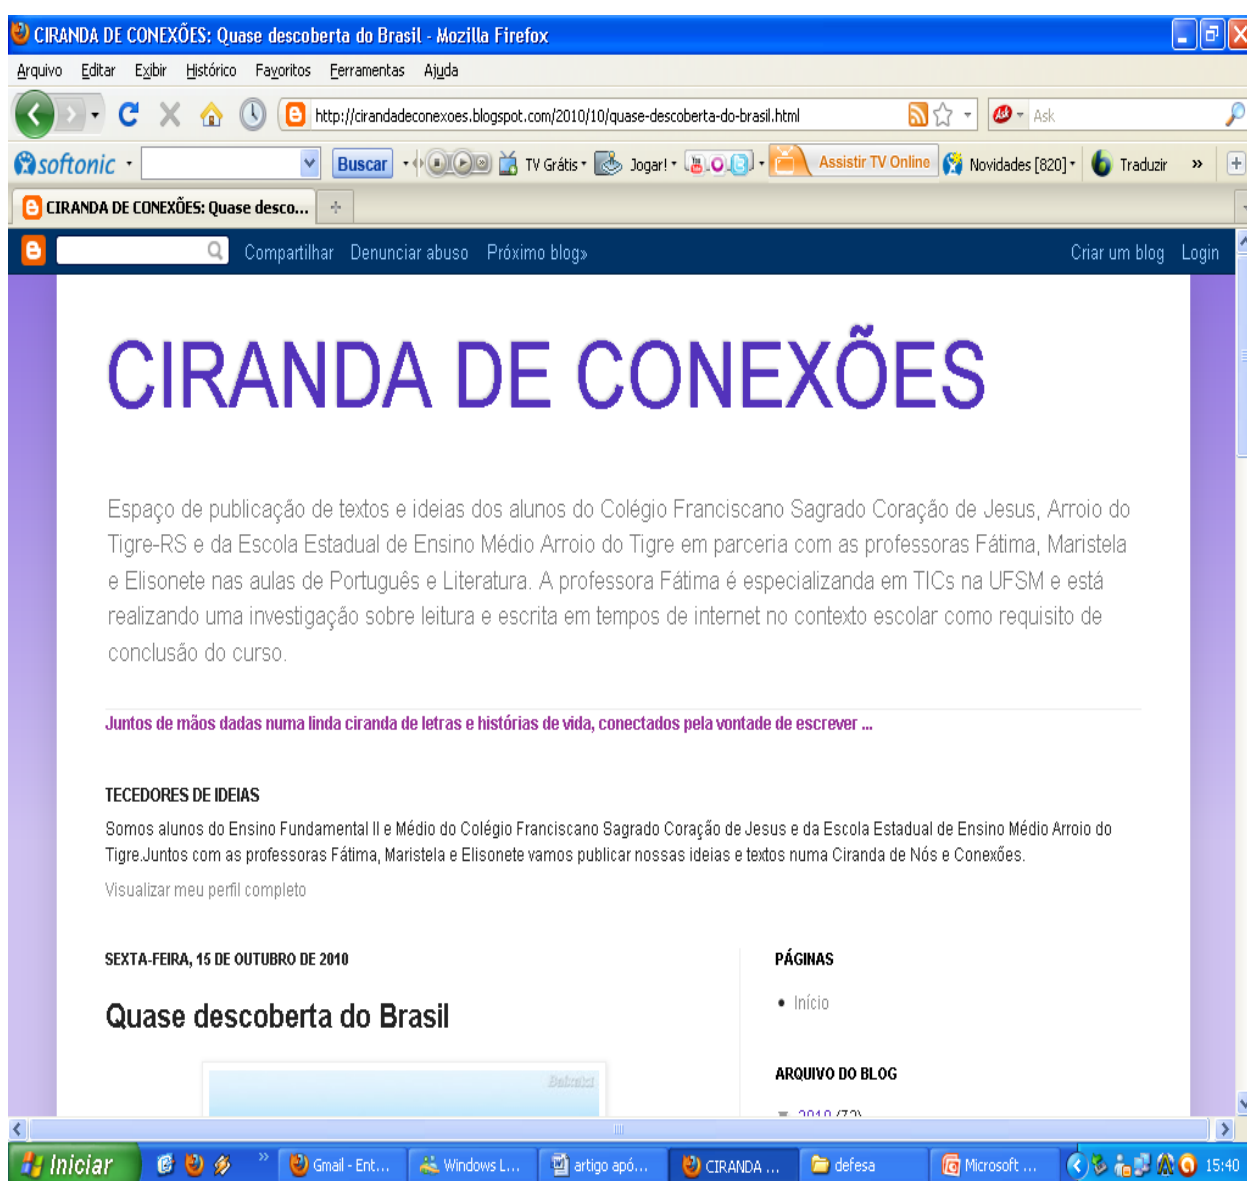 CIRANDA DE CONEXÕES: Quase descoberta do Brasil - Mozilla Firefox
Arquivo Editar Exibir Histórico Favoritos Ferramentas Ajuda
http://cirandadeconexoes.blogspot.com/2010/10/quase-descoberta-do-brasil.html Ask Ask
softonic Buscar TV Grátis Jogar! Assistir TV Online Novidades [820] Traduzir »
CIRANDA DE CONEXÕES: Quase desco...
Compartilhar Denunciar abuso Próximo blog» Criar um blog Login
CIRANDA DE CONEXÕES
Espaço de publicação de textos e ideias dos alunos do Colégio Franciscano Sagrado Coração de Jesus, Arroio do
Tigre-RS e da Escola Estadual de Ensino Médio Arroio do Tigre em parceria com as professoras Fátima, Maristela
e Elisonete nas aulas de Português e Literatura. A professora Fátima é especializanda em TICs na UFSM e está
realizando uma investigação sobre leitura e escrita em tempos de internet no contexto escolar como requisito de
conclusão do curso.
Juntos de mãos dadas numa linda ciranda de letras e histórias de vida, conectados pela vontade de escrever ...
TECEDORES DE IDEIAS
Somos alunos do Ensino Fundamental II e Médio do Colégio Franciscano Sagrado Coração de Jesus e da Escola Estadual de Ensino Médio Arroio do
Tigre.Juntos com as professoras Fátima, Maristela e Elisonete vamos publicar nossas ideias e textos numa Ciranda de Nós e Conexões.
Visualizar meu perfil completo
SEXTA-FEIRA, 15 DE OUTUBRO DE 2010
Quase descoberta do Brasil
PÁGINAS
Início
ARQUIVO DO BLOG
2010 (72)
Iniciar » Gmail - Ent... Windows L... artigo apó... CIRANDA ... defesa Microsoft ... 15:40